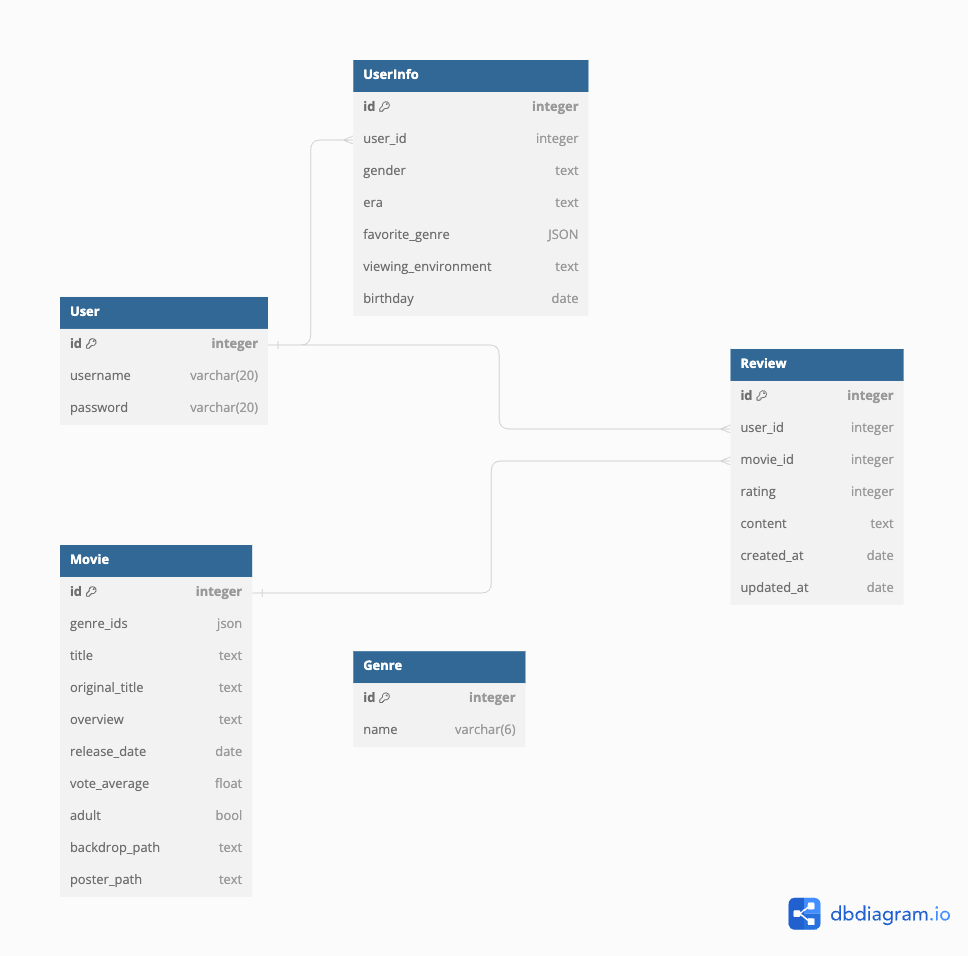 UserInfo
id integer
user_id integer
gender text
era text
favorite_genre JSON
viewing_environment text
birthday date
User
id integer
username varchar(20)
password varchar(20)
Review
id integer
user_id integer
movie_id integer
rating integer
content text
created_at date
updated_at date
Movie
id integer
genre_ids json
title text
original_title text
overview text
release_date date
vote_average float
adult bool
backdrop_path text
poster_path text
Genre
id integer
name varchar(6)
dbdiagram.io